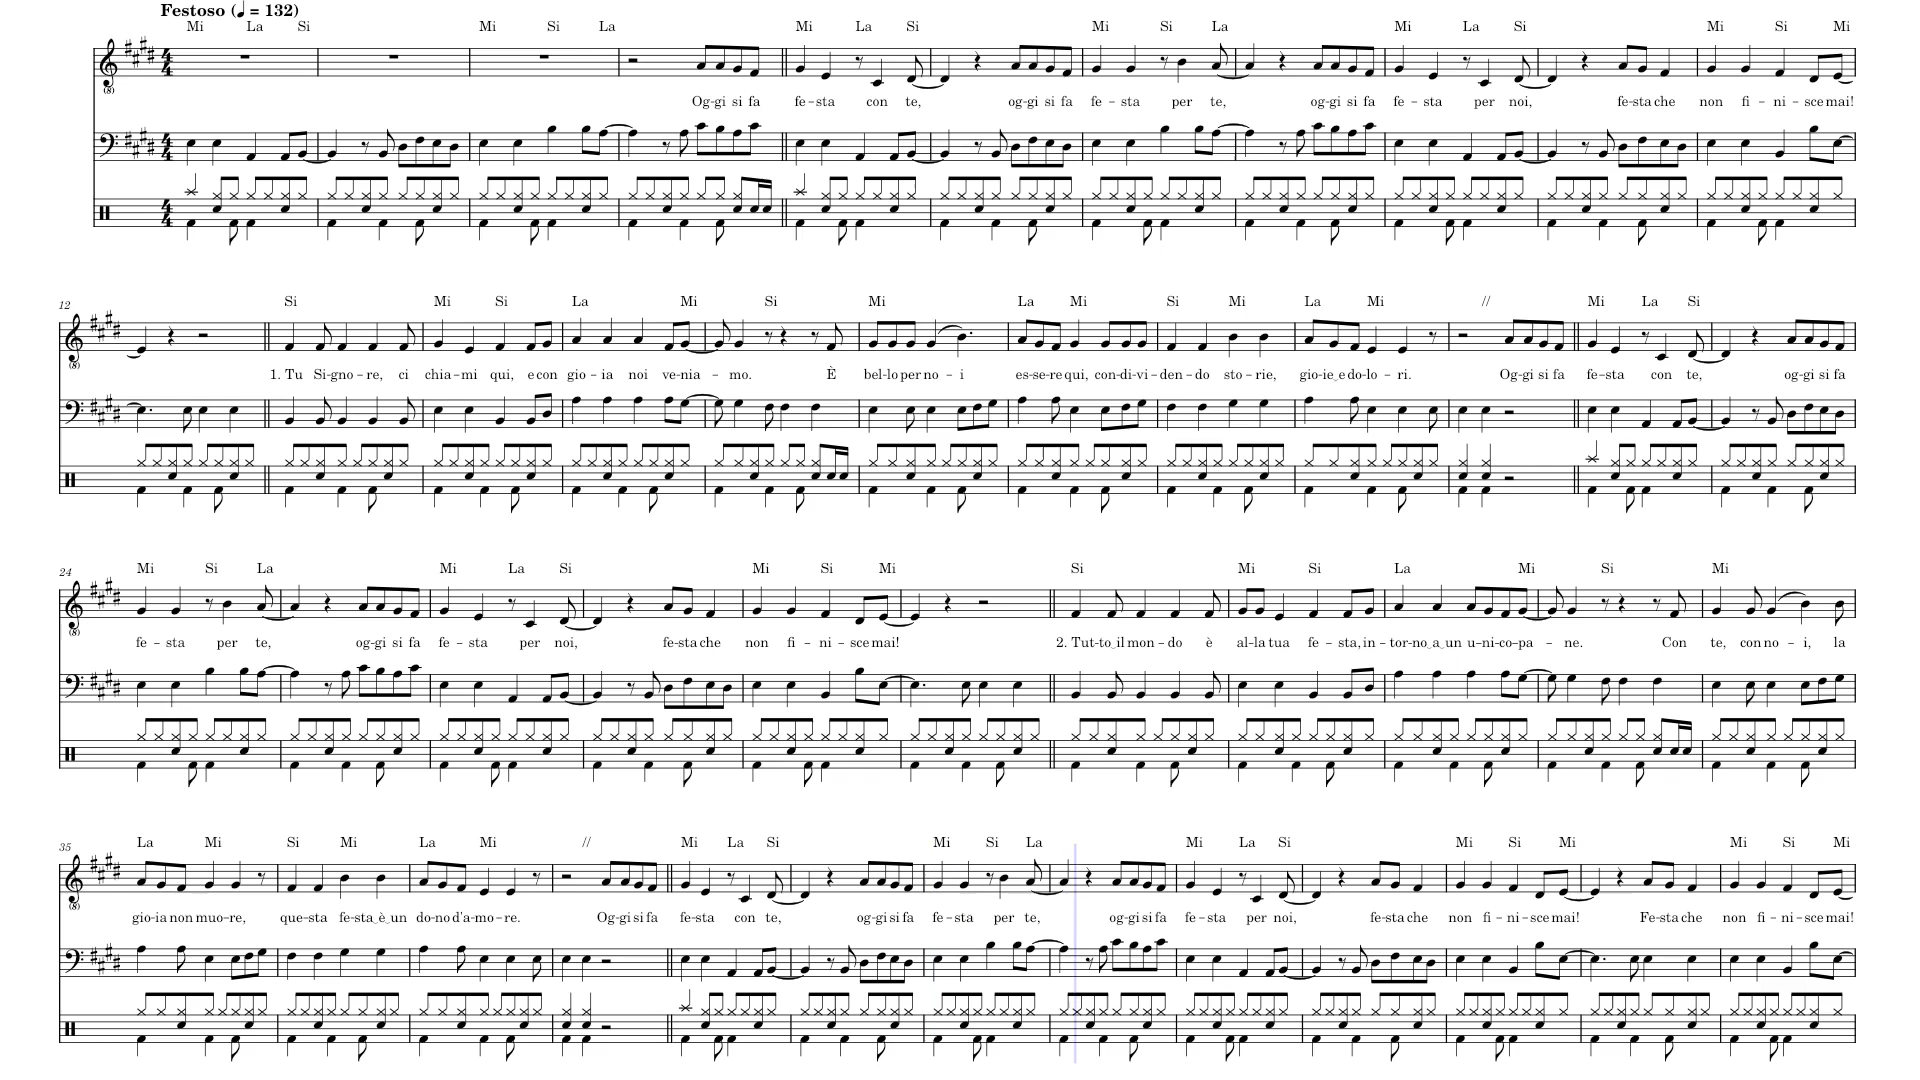 Festoso (♩ = 132)
Mi La Si Mi Si La Mi La Si Mi Si La Mi La Si Mi Si Mi
Og-gi si fa fe-sta con te, og-gi si fa fe-sta per te, og-gi si fa fe-sta per noi, fe-sta che non fi-ni-sce mai!
12
Si Mi Si La Mi Si Mi La Mi Si Mi La Mi // Mi La Si
1. Tu Si-gno-re, ci chia-mi qui, e con gio-ia noi ve-nia-mo. È bel-lo per no-i es-se-re qui, con-di-vi-den-do sto-rie, gio-ie e do-lo-ri. Og-gi si fa fe-sta con te, og-gi si fa
24
Mi Si La Mi La Si Mi Si Mi Si Mi Si La Mi Si Mi
fe-sta per te, og-gi si fa fe-sta per noi, fe-sta che non fi-ni-sce mai! 2. Tut-to il mon-do è al-la tua fe-sta, in-tor-no a un u-ni-co-pa-ne. Con te, con no-i, la
35
La Mi Si Mi La Mi // Mi La Si Mi Si La Mi La Si Mi Si Mi Mi Si Mi
gio-ia non muo-re, que-sta fe-sta è un do-no d'a-mo-re. Og-gi si fa fe-sta con te, og-gi si fa fe-sta per te, og-gi si fa fe-sta per noi, fe-sta che non fi-ni-sce mai! Fe-sta che non fi-ni-sce mai!